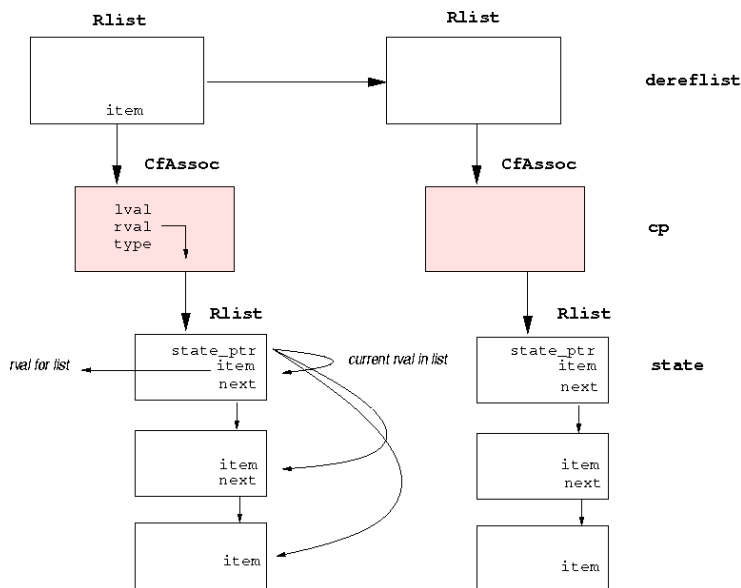 Rlist
Rlist
dereflist
item
CfAssoc
CfAssoc
lval
rval
type
cp
Rlist
Rlist
state_ptr
item
next
rval for list
current rval in list
state_ptr
item
next
state
item
next
item
next
item
item